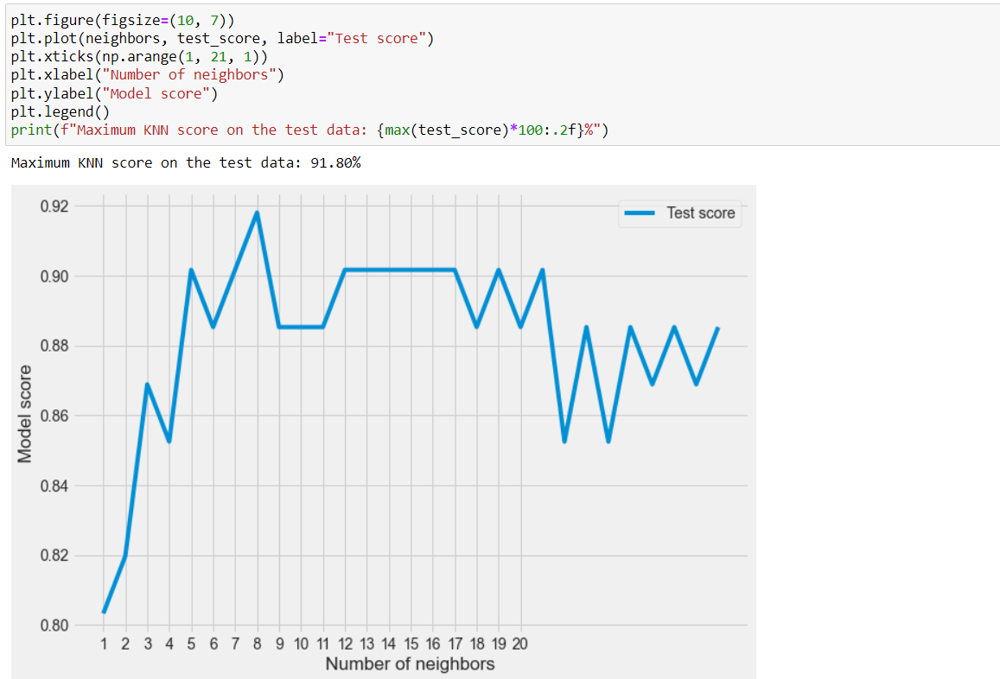 plt.figure(figsize=(10, 7))
plt.plot(neighbors, test_score, label="Test score")
plt.xticks(np.arange(1, 21, 1))
plt.xlabel("Number of neighbors")
plt.ylabel("Model score")
plt.legend()
print(f"Maximum KNN score on the test data: {max(test_score)*100:.2f}%")
Maximum KNN score on the test data: 91.80%
Test score
0.92
0.90
0.88
0.86
0.84
0.82
0.80
Model score
1 2 3 4 5 6 7 8 9 10 11 12 13 14 15 16 17 18 19 20
Number of neighbors